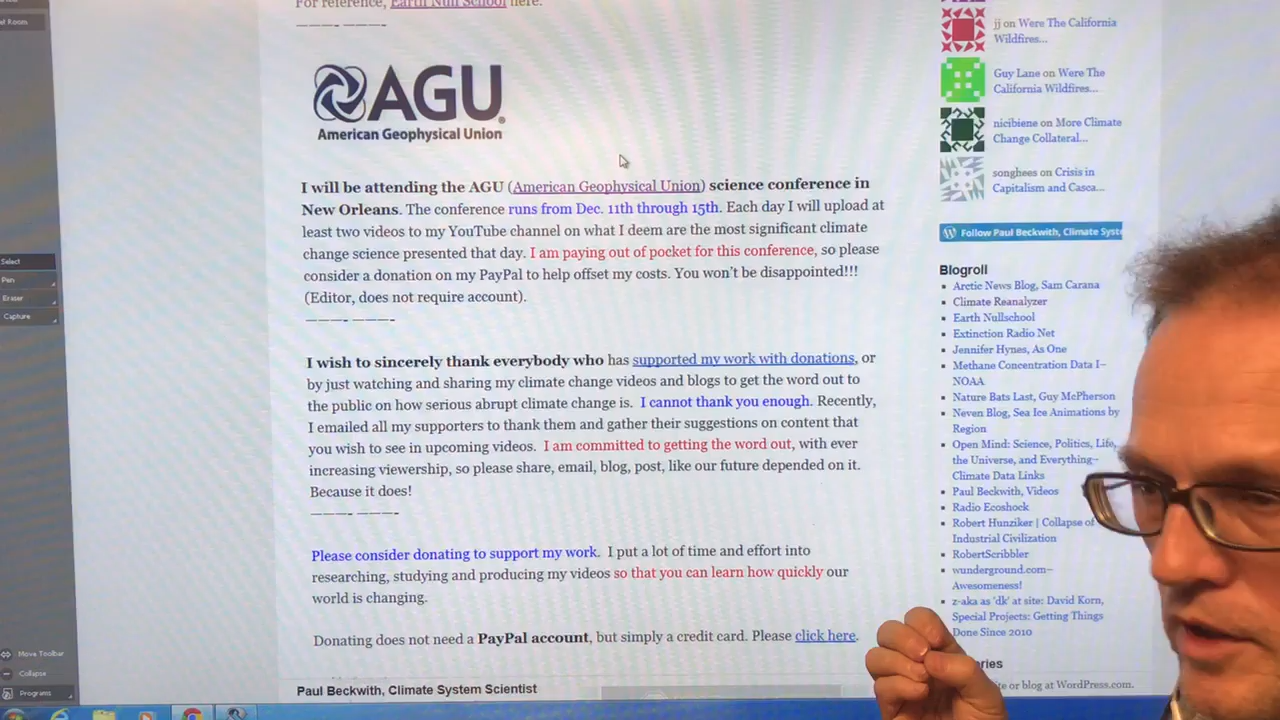 For reference, Earth Null School here.
———- ———-
AGU
American Geophysical Union
I will be attending the AGU (American Geophysical Union) science conference in
New Orleans. The conference runs from Dec. 11th through 15th. Each day I will upload at
least two videos to my YouTube channel on what I deem are the most significant climate
change science presented that day. I am paying out of pocket for this conference, so please
consider a donation on my PayPal to help offset my costs. You won't be disappointed!!!
(Editor, does not require account).
———- ———-
I wish to sincerely thank everybody who has supported my work with donations, or
by just watching and sharing my climate change videos and blogs to get the word out to
the public on how serious abrupt climate change is. I cannot thank you enough. Recently,
I emailed all my supporters to thank them and gather their suggestions on content that
you wish to see in upcoming videos. I am committed to getting the word out, with ever
increasing viewership, so please share, email, blog, post, like our future depended on it.
Because it does!
———- ———-
Please consider donating to support my work. I put a lot of time and effort into
researching, studying and producing my videos so that you can learn how quickly our
world is changing.
Donating does not need a PayPal account, but simply a credit card. Please click here.
Paul Beckwith, Climate System Scientist
jj on Were The California
Wildfires...
Guy Lane on Were The
California Wildfires...
nicibiene on More Climate
Change Collateral...
songhees on Crisis in
Capitalism and Casca...
Follow Paul Beckwith, Climate Syst
Blogroll
Arctic News Blog, Sam Carana
Climate Reanalyzer
Earth Nullschool
Extinction Radio Net
Jennifer Hynes, As One
Methane Concentration Data I–
NOAA
Nature Bats Last, Guy McPherson
Neven Blog, Sea Ice Animations by
Region
Open Mind: Science, Politics, Life,
the Universe, and Everything–
Climate Data Links
Paul Beckwith, Videos
Radio Ecoshock
Robert Hunziker | Collapse of
Industrial Civilization
RobertScribbler
wunderground.com–
Awesomeness!
z-aka as 'dk' at site: David Korn,
Special Projects: Getting Things
Done Since 2010
ries
te or blog at WordPress.com.
Room
Select
Pen
Eraser
Capture
Move Toolbar
Collapse
Programs